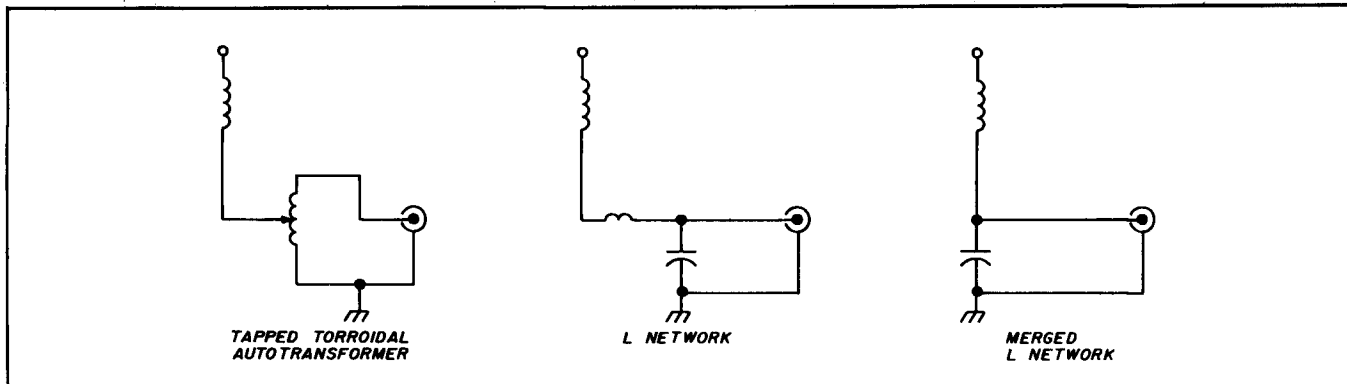 TAPPED TORROIDAL
AUTOTRANSFORMER
L NETWORK
MERGED
L NETWORK